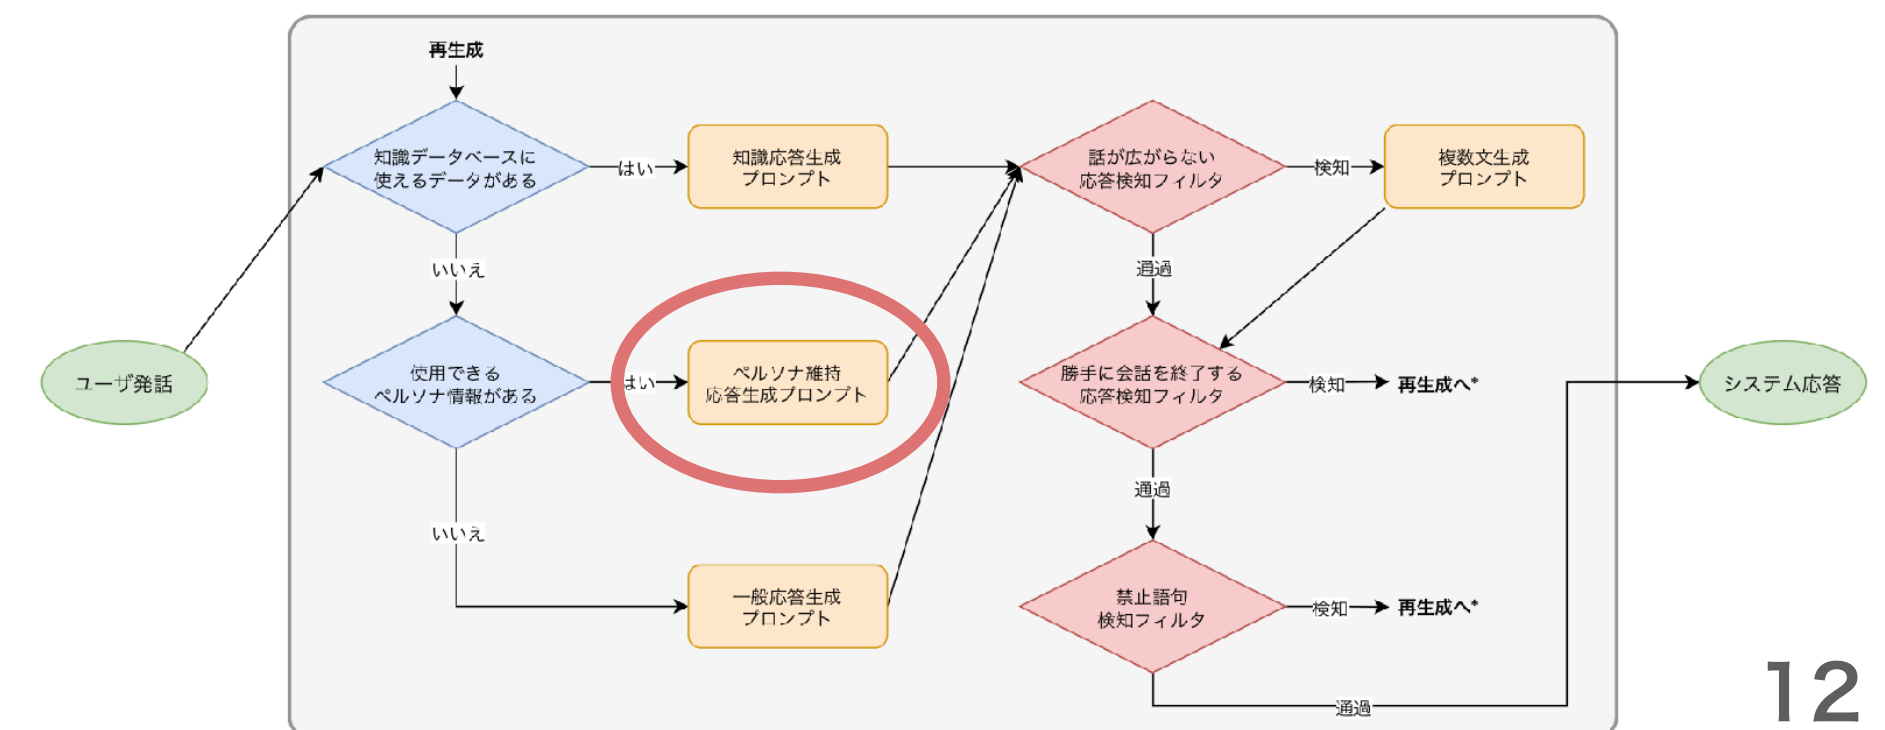 再生成
知識データベースに
使えるデータがある
はい
知識応答生成
プロンプト
話が広がらない
応答検知フィルタ
検知
複数文生成
プロンプト
いいえ
通過
ユーザ発話
使用できる
ペルソナ情報がある
はい
ペルソナ維持
応答生成プロンプト
勝手に会話を終了する
応答検知フィルタ
検知
再生成へ*
システム応答
通過
いいえ
一般応答生成
プロンプト
禁止語句
検知フィルタ
検知
再生成へ*
通過
12